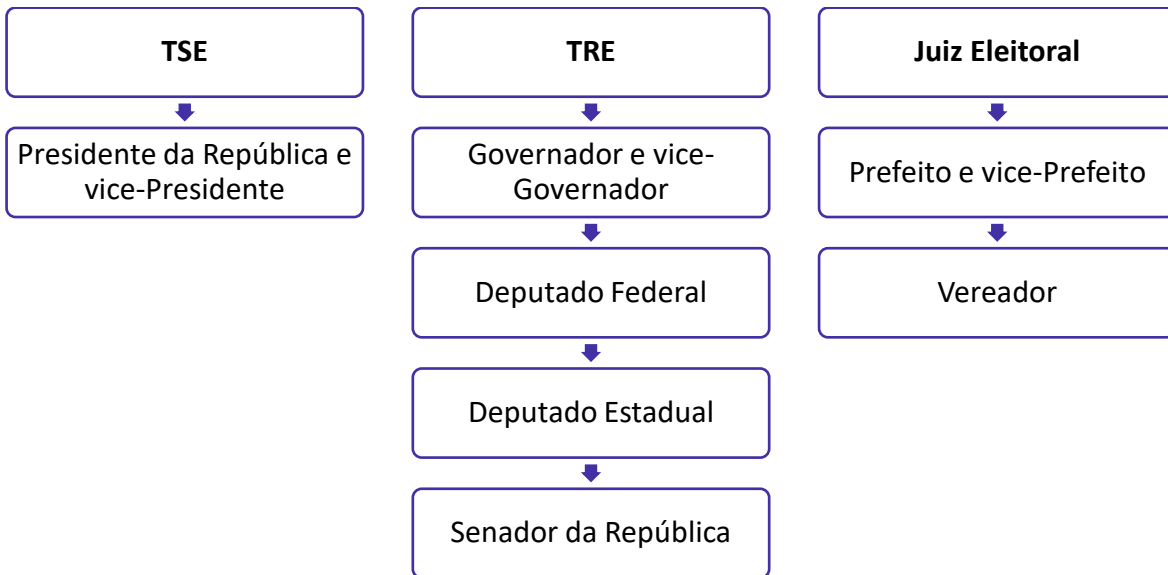 TSE
Presidente da República e
vice-Presidente
TRE
Governador e vice-
Governador
Deputado Federal
Deputado Estadual
Senador da República
Juiz Eleitoral
Prefeito e vice-Prefeito
Vereador